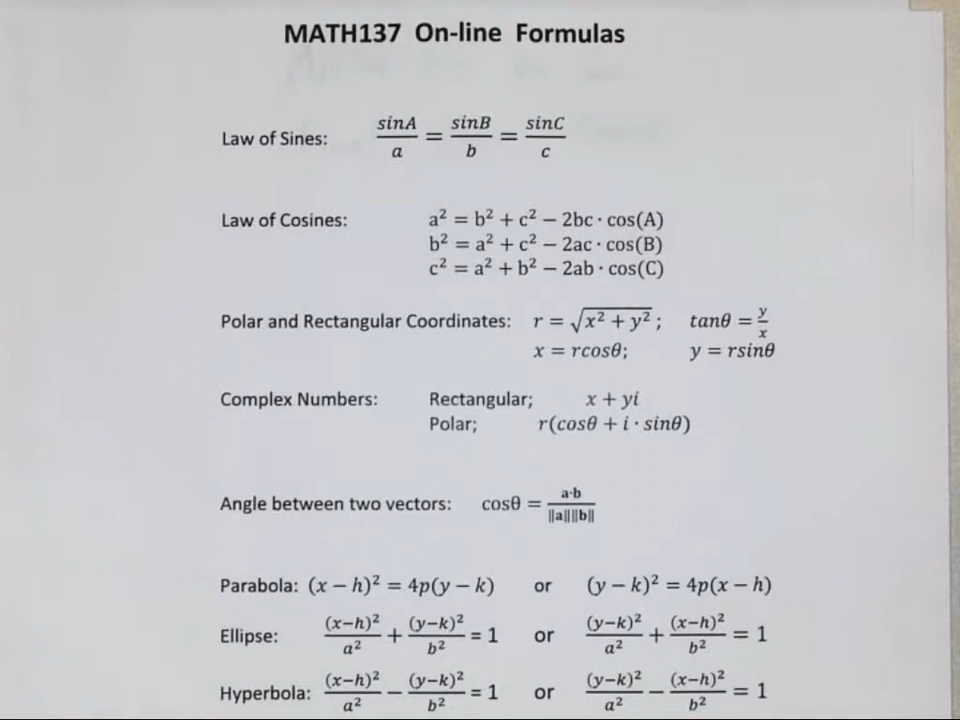 MATH137 On-line Formulas
Law of Sines: sinA/a = sinB/b = sinC/c
Law of Cosines: a² = b² + c² − 2bc · cos(A)
b² = a² + c² − 2ac · cos(B)
c² = a² + b² − 2ab · cos(C)
Polar and Rectangular Coordinates: r = √(x² + y²); tanθ = y/x
x = rcosθ; y = rsinθ
Complex Numbers: Rectangular; x + yi
Polar; r(cosθ + i · sinθ)
Angle between two vectors: cosθ = a·b/‖a‖‖b‖
Parabola: (x − h)² = 4p(y − k) or (y − k)² = 4p(x − h)
Ellipse: (x−h)²/a² + (y−k)²/b² = 1 or (y−k)²/a² + (x−h)²/b² = 1
Hyperbola: (x−h)²/a² − (y−k)²/b² = 1 or (y−k)²/a² − (x−h)²/b² = 1